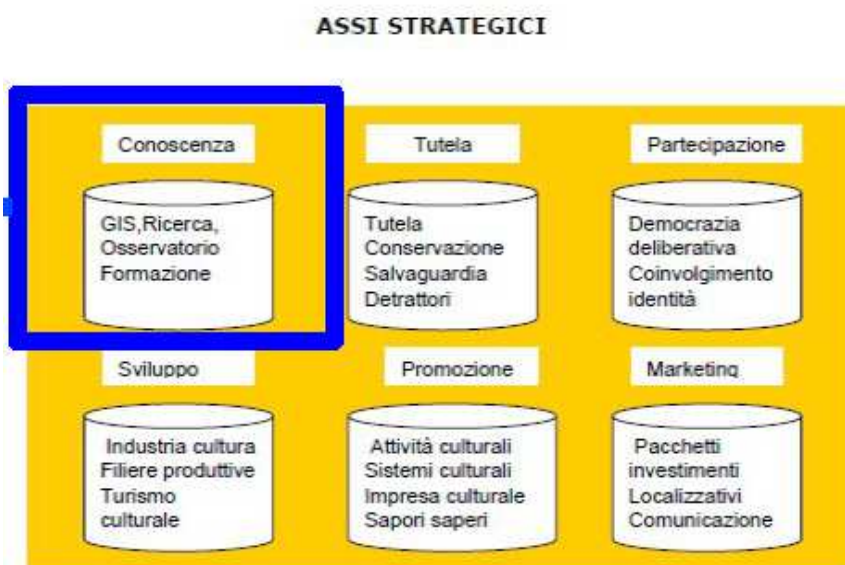 ASSI STRATEGICI
Conoscenza
Tutela
Partecipazione
GIS,Ricerca,
Osservatorio
Formazione
Tutela
Conservazione
Salvaguardia
Detrattori
Democrazia
deliberativa
Coinvolgimento
identità
Sviluppo
Promozione
Marketing
Industria cultura
Filiere produttive
Turismo
culturale
Attività culturali
Sistemi culturali
Impresa culturale
Sapori saperi
Pacchetti
investimenti
Localizzativi
Comunicazione